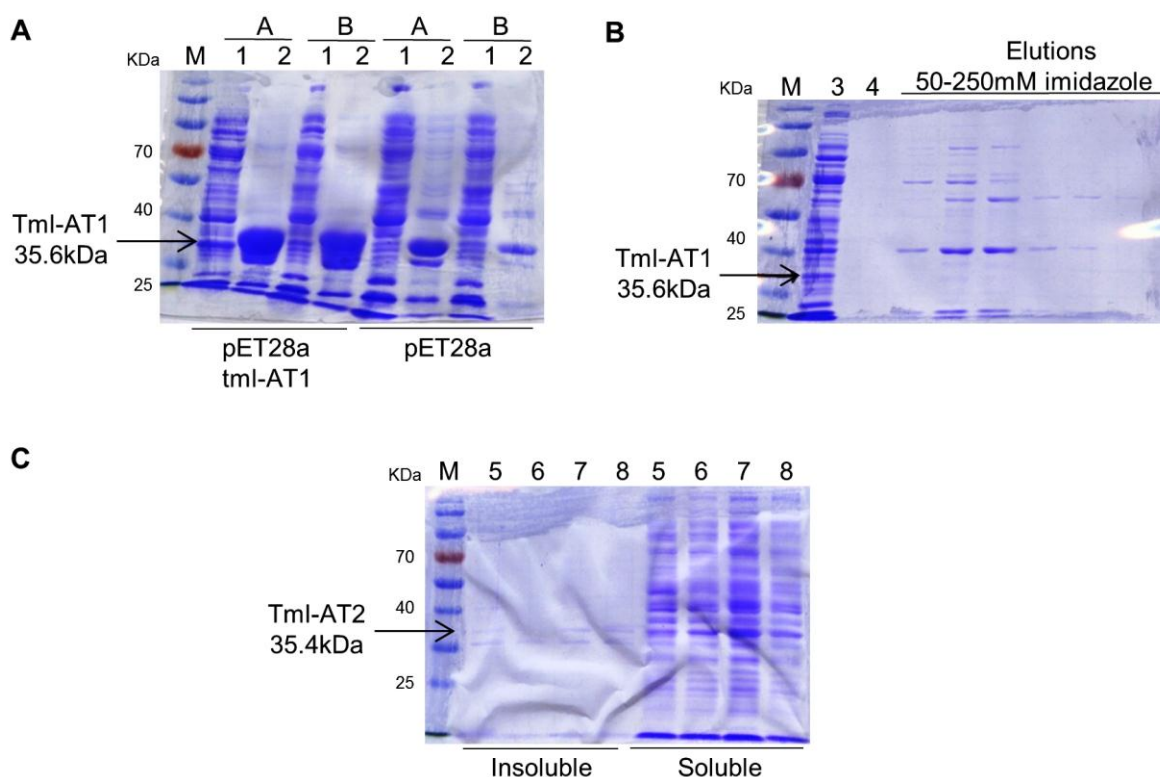 A
A B A B
KDa M 1 2 1 2 1 2 1 2
70
40
Tml-AT1
35.6kDa
25
pET28a pET28a
tml-AT1
B
Elutions
KDa M 3 4 50-250mM imidazole
70
40
Tml-AT1
35.6kDa
25
C
KDa M 5 6 7 8 5 6 7 8
70
40
Tml-AT2
35.4kDa
25
Insoluble Soluble